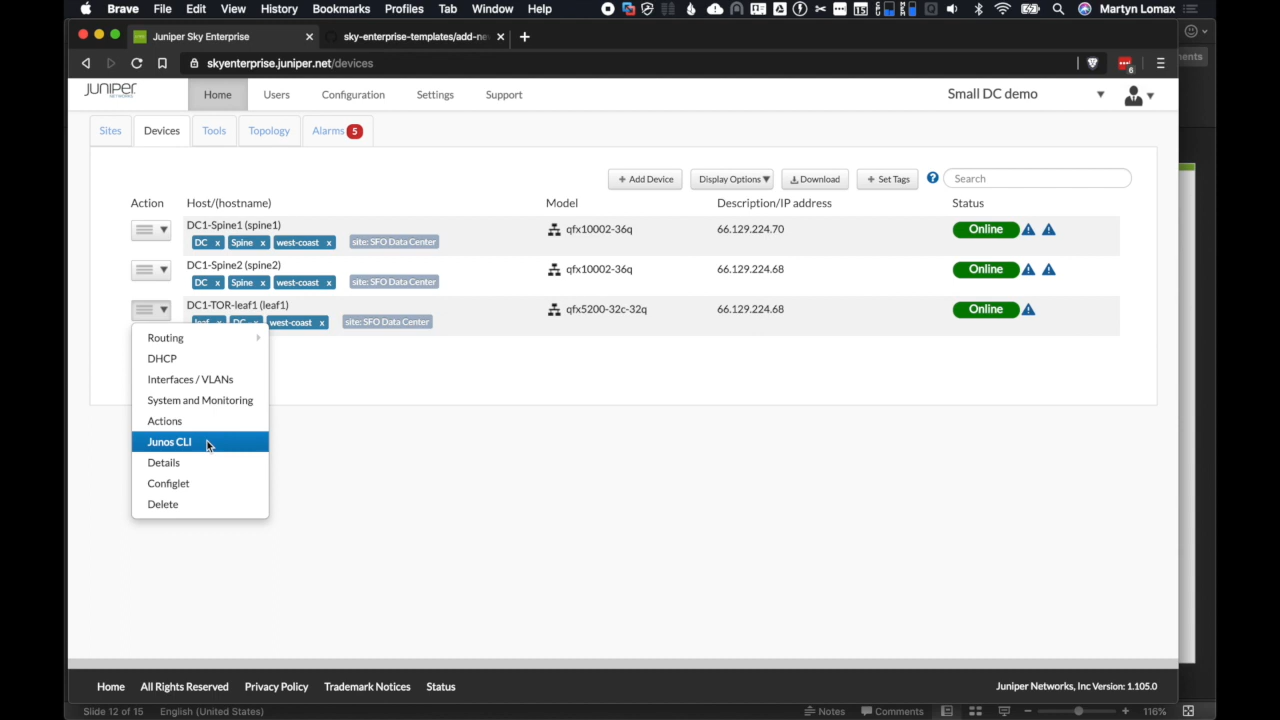 Brave File Edit View History Bookmarks Profiles Tab Window Help Martyn Lomax
Juniper Sky Enterprise sky-enterprise-templates/add-ne
skyenterprise.juniper.net/devices
6
JUNIPER NETWORKS Home Users Configuration Settings Support Small DC demo
Sites Devices Tools Topology Alarms 5
+ Add Device Display Options ▼ Download + Set Tags ? Search
Action Host/(hostname) Model Description/IP address Status
DC1-Spine1 (spine1) qfx10002-36q 66.129.224.70 Online
DC x Spine x west-coast x site: SFO Data Center
DC1-Spine2 (spine2) qfx10002-36q 66.129.224.68 Online
DC x Spine x west-coast x site: SFO Data Center
DC1-TOR-leaf1 (leaf1) qfx5200-32c-32q 66.129.224.68 Online
leaf x DC x west-coast x site: SFO Data Center
Routing
DHCP
Interfaces / VLANs
System and Monitoring
Actions
Junos CLI
Details
Configlet
Delete
Home All Rights Reserved Privacy Policy Trademark Notices Status Juniper Networks, Inc Version: 1.105.0
Slide 12 of 15 English (United States) Notes Comments 116%